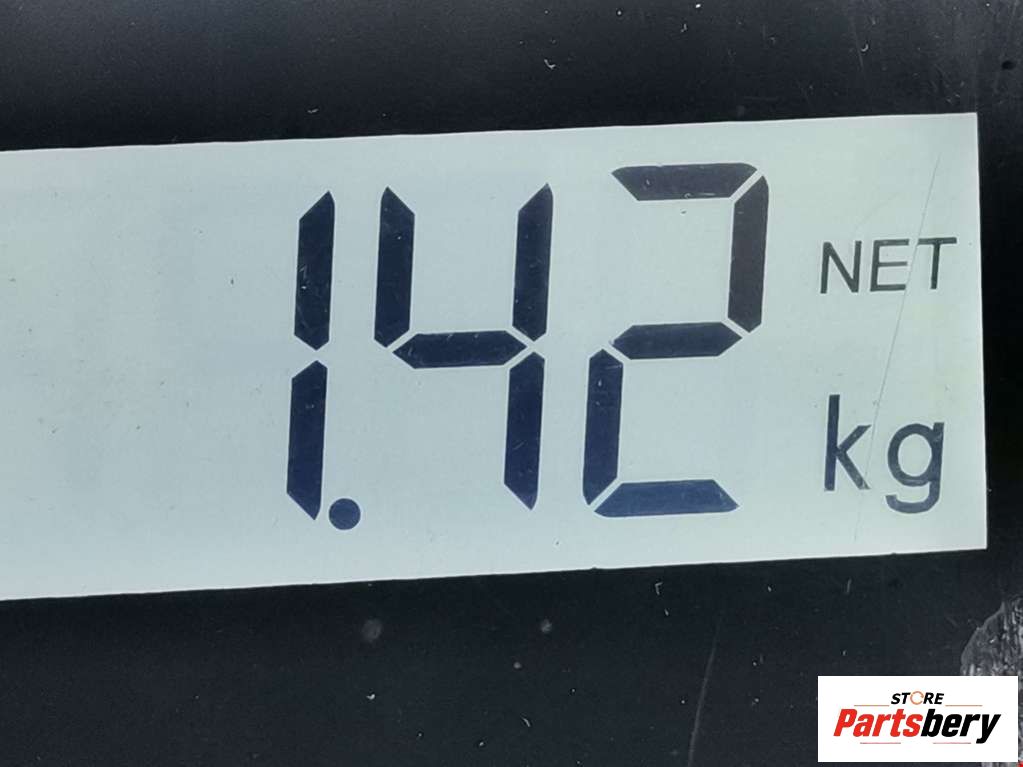 1.42 NET
kg
STORE
Partsbery